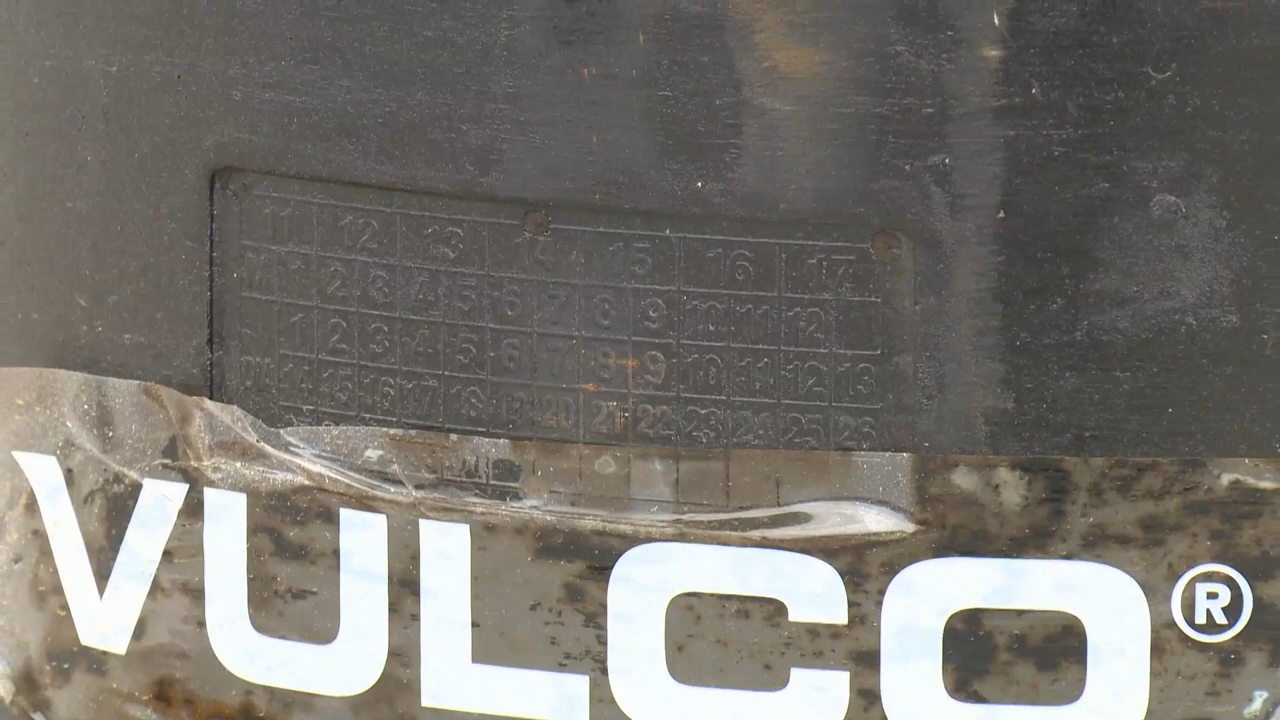 11 12 13 14 15 16 17
M 1 2 3 4 5 6 7 8 9 10 11 12
1 2 3 4 5 6 7 8 9 10 11 12 13
14 15 16 17 18 19 20 21 22 23 24 25 26
VULCO®